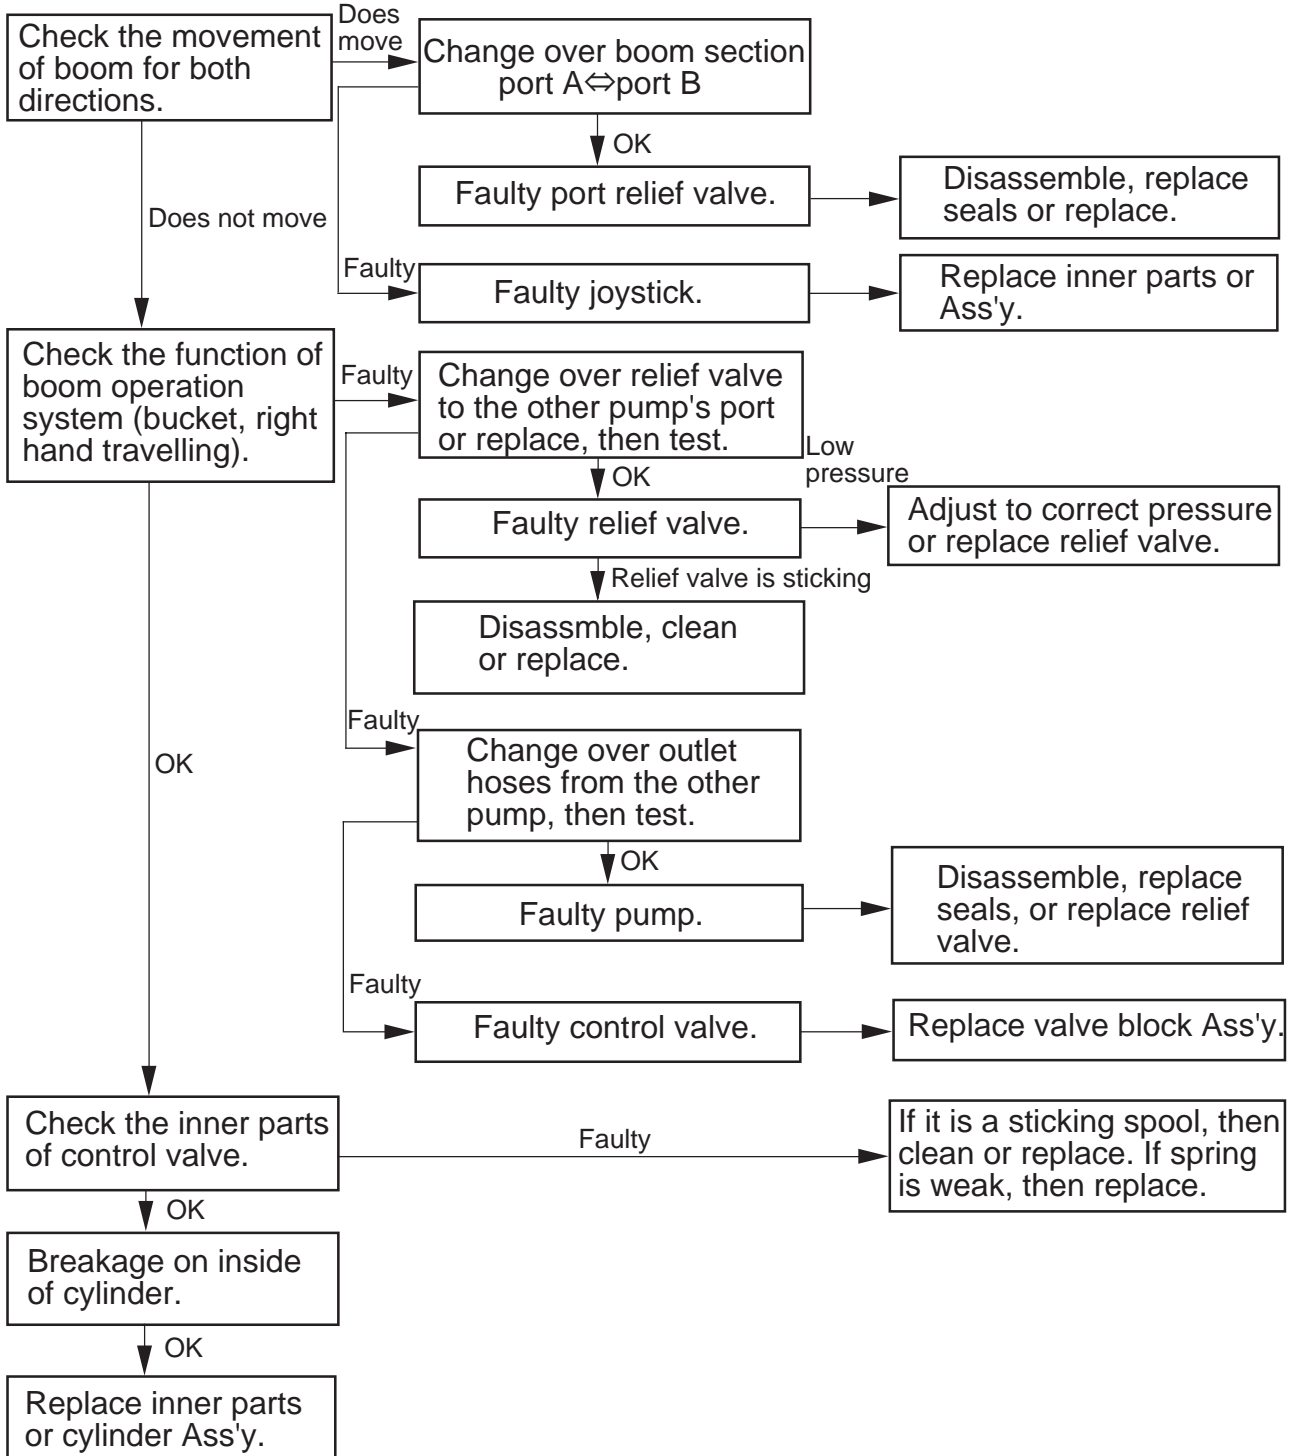 Check the movement
of boom for both
directions.
Does
move
Change over boom section
port A⇔port B
OK
Faulty port relief valve.
Disassemble, replace
seals or replace.
Does not move
Faulty
Faulty joystick.
Replace inner parts or
Ass'y.
Check the function of
boom operation
system (bucket, right
hand travelling).
Faulty
Change over relief valve
to the other pump's port
or replace, then test.
Low
pressure
OK
Faulty relief valve.
Adjust to correct pressure
or replace relief valve.
Relief valve is sticking
Disassmble, clean
or replace.
Faulty
Change over outlet
hoses from the other
pump, then test.
OK
OK
Faulty pump.
Disassemble, replace
seals, or replace relief
valve.
Faulty
Faulty control valve.
Replace valve block Ass'y.
Check the inner parts
of control valve.
Faulty
If it is a sticking spool, then
clean or replace. If spring
is weak, then replace.
OK
Breakage on inside
of cylinder.
OK
Replace inner parts
or cylinder Ass'y.